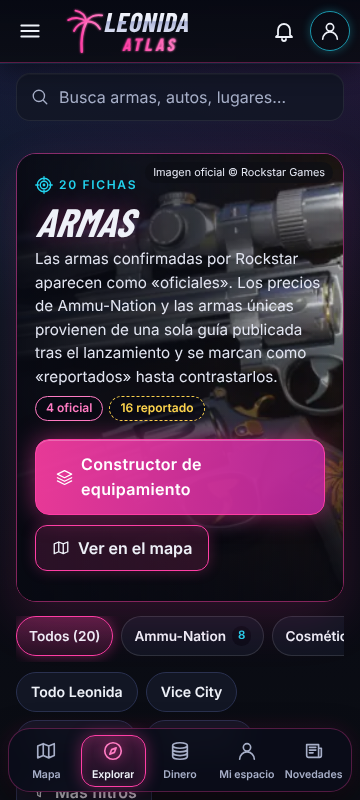 LEONIDA
ATLAS
Busca armas, autos, lugares...
Imagen oficial © Rockstar Games
20 FICHAS
ARMAS
Las armas confirmadas por Rockstar
aparecen como «oficiales». Los precios
de Ammu-Nation y las armas únicas
provienen de una sola guía publicada
tras el lanzamiento y se marcan como
«reportados» hasta contrastarlos.
4 oficial 16 reportado
Constructor de
equipamiento
Ver en el mapa
Todos (20) Ammu-Nation 8 Cosmétic
Todo Leonida Vice City
Más filtros
Mapa Explorar Dinero Mi espacio Novedades